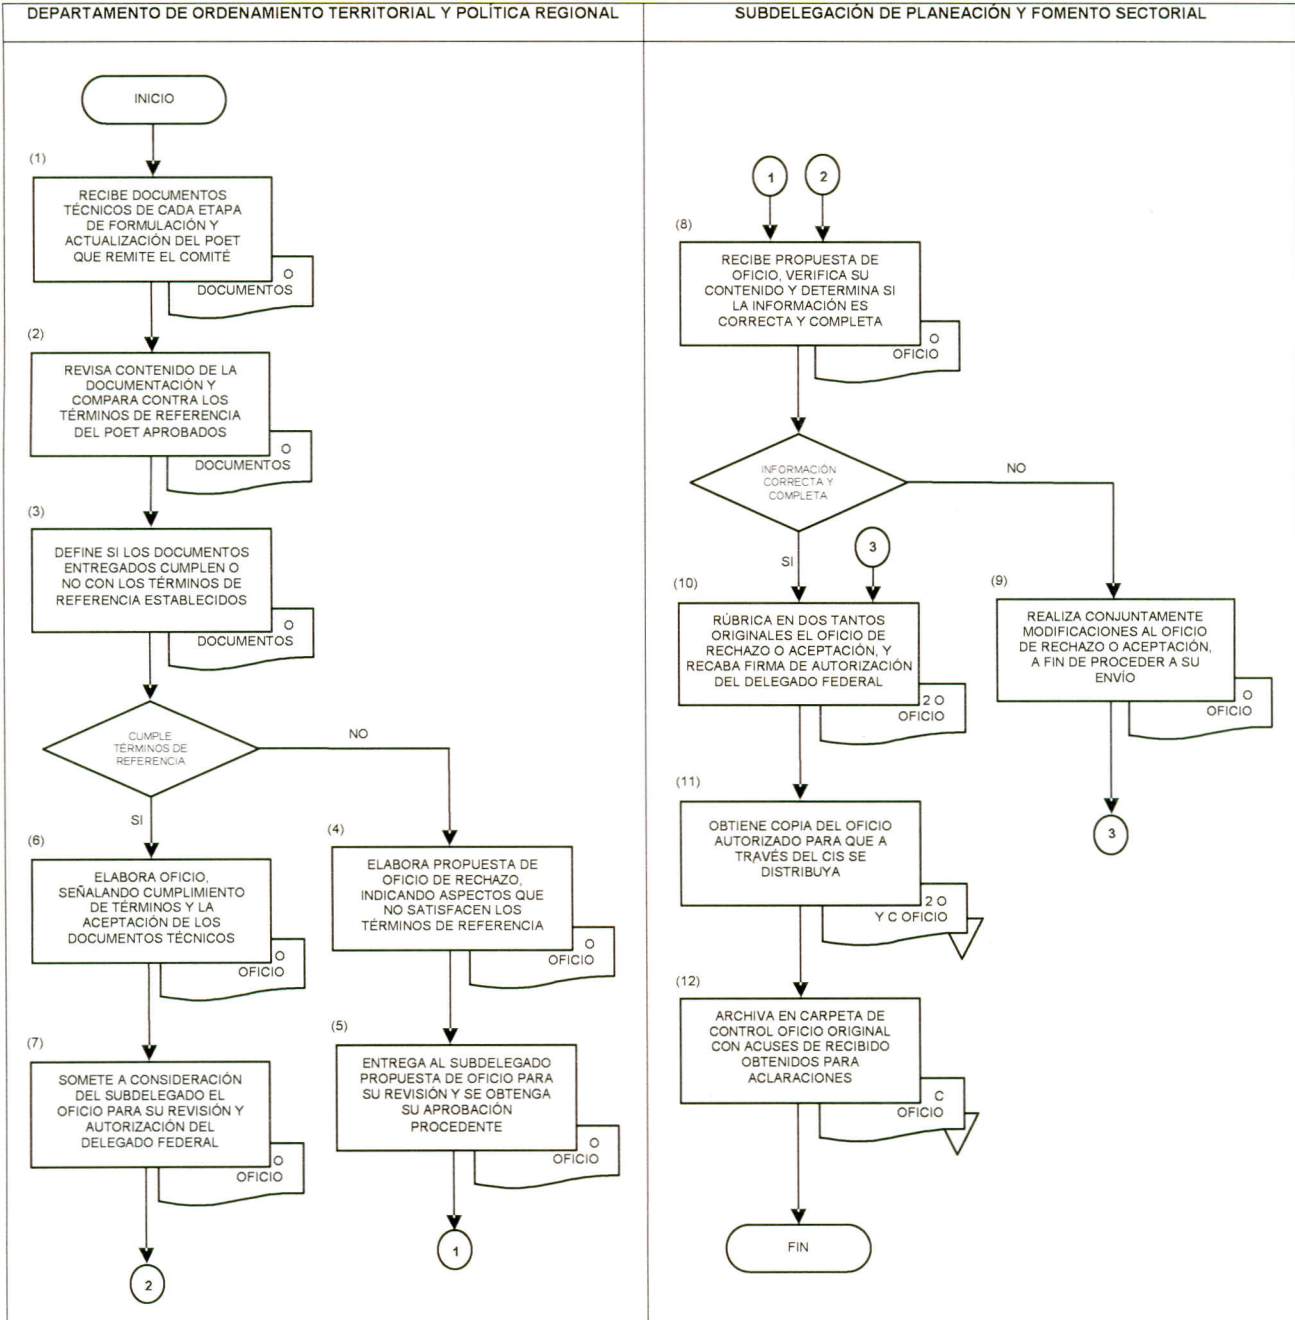 DEPARTAMENTO DE ORDENAMIENTO TERRITORIAL Y POLÍTICA REGIONAL
INICIO
(1)
RECIBE DOCUMENTOS
TÉCNICOS DE CADA ETAPA
DE FORMULACIÓN Y
ACTUALIZACIÓN DEL POET
QUE REMITE EL COMITÉ
O
DOCUMENTOS
(2)
REVISA CONTENIDO DE LA
DOCUMENTACIÓN Y
COMPARA CONTRA LOS
TÉRMINOS DE REFERENCIA
DEL POET APROBADOS
O
DOCUMENTOS
(3)
DEFINE SI LOS DOCUMENTOS
ENTREGADOS CUMPLEN O
NO CON LOS TÉRMINOS DE
REFERENCIA ESTABLECIDOS
O
DOCUMENTOS
CUMPLE
TÉRMINOS DE
REFERENCIA
NO
SI
(6)
ELABORA OFICIO,
SEÑALANDO CUMPLIMIENTO
DE TÉRMINOS Y LA
ACEPTACIÓN DE LOS
DOCUMENTOS TÉCNICOS
O
OFICIO
(7)
SOMETE A CONSIDERACIÓN
DEL SUBDELEGADO EL
OFICIO PARA SU REVISIÓN Y
AUTORIZACIÓN DEL
DELEGADO FEDERAL
O
OFICIO
2
(4)
ELABORA PROPUESTA DE
OFICIO DE RECHAZO,
INDICANDO ASPECTOS QUE
NO SATISFACEN LOS
TÉRMINOS DE REFERENCIA
O
OFICIO
(5)
ENTREGA AL SUBDELEGADO
PROPUESTA DE OFICIO PARA
SU REVISIÓN Y SE OBTENGA
SU APROBACIÓN
PROCEDENTE
O
OFICIO
1
SUBDELEGACIÓN DE PLANEACIÓN Y FOMENTO SECTORIAL
1
2
(8)
RECIBE PROPUESTA DE
OFICIO, VERIFICA SU
CONTENIDO Y DETERMINA SI
LA INFORMACIÓN ES
CORRECTA Y COMPLETA
O
OFICIO
INFORMACIÓN
CORRECTA Y
COMPLETA
NO
SI
3
(10)
RÚBRICA EN DOS TANTOS
ORIGINALES EL OFICIO DE
RECHAZO O ACEPTACIÓN, Y
RECABA FIRMA DE AUTORIZACIÓN
DEL DELEGADO FEDERAL
2 O
OFICIO
(9)
REALIZA CONJUNTAMENTE
MODIFICACIONES AL OFICIO
DE RECHAZO O ACEPTACIÓN,
A FIN DE PROCEDER A SU
ENVÍO
O
OFICIO
3
(11)
OBTIENE COPIA DEL OFICIO
AUTORIZADO PARA QUE A
TRAVÉS DEL CIS SE
DISTRIBUYA
2 O
Y C OFICIO
(12)
ARCHIVA EN CARPETA DE
CONTROL OFICIO ORIGINAL
CON ACUSES DE RECIBIDO
OBTENIDOS PARA
ACLARACIONES
C
OFICIO
FIN